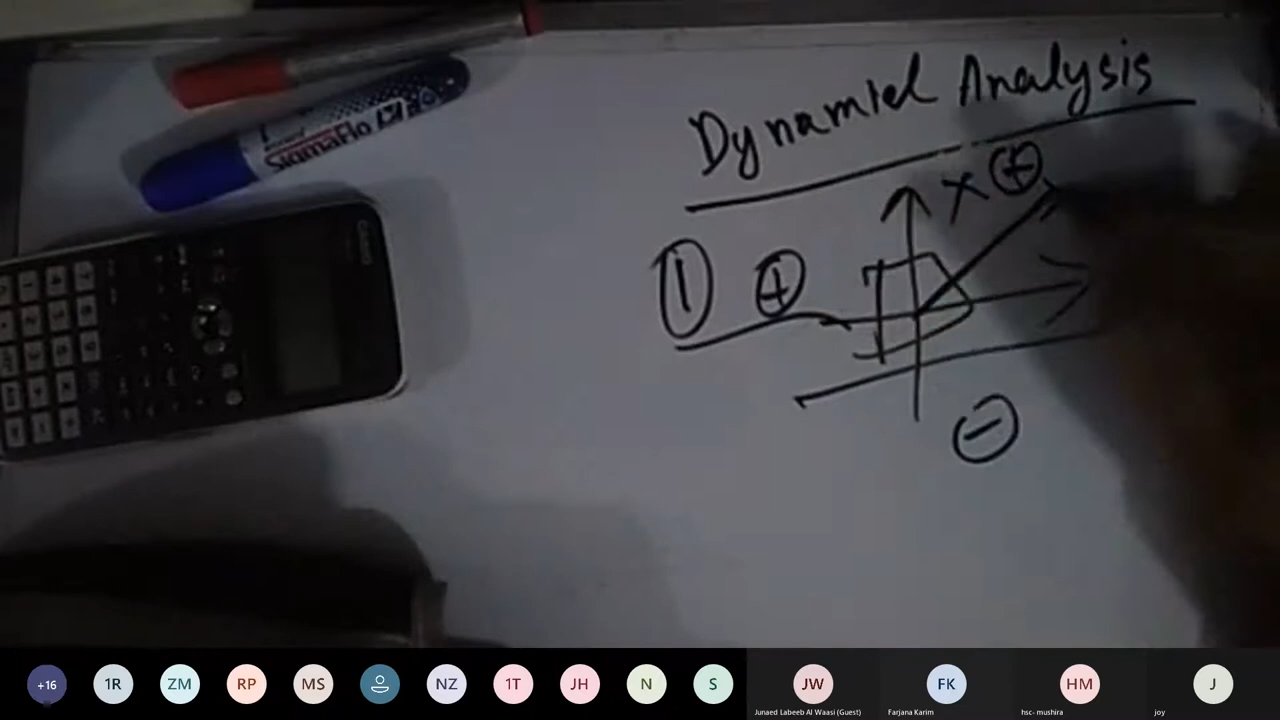 Dynamicl Analysis
SigmaFlo
X +
1 +
−
+16
1R
ZM
RP
MS
NZ
1T
JH
N
S
JW
FK
HM
J
Junaed Labeeb Al Waasi (Guest)
Farjana Karim
hsc- mushira
joy